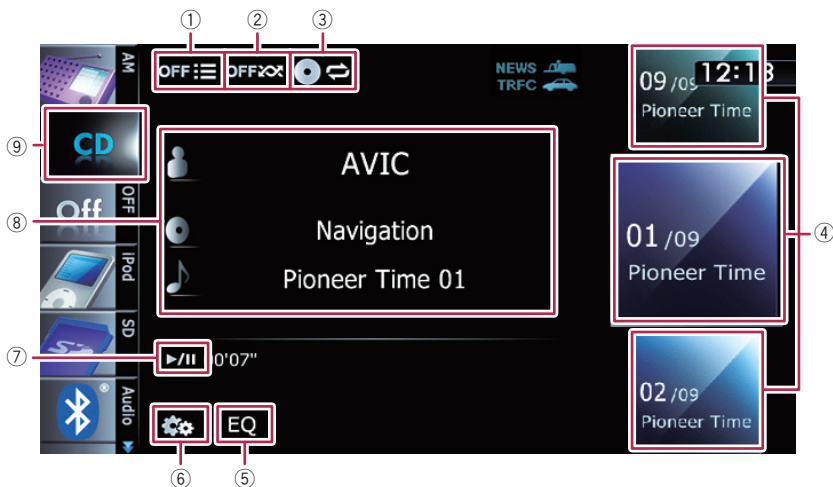 ① ② ③
OFF OFF
NEWS
TRFC
12:13
09/09
Pioneer Time
AM
⑨ CD
⑧ AVIC
Navigation
Pioneer Time 01
④
01/09
Pioneer Time
Off
OFF
iPod
SD
⑦ ►/II 0'07"
02/09
Pioneer Time
Audio
EQ
⑥ ⑤